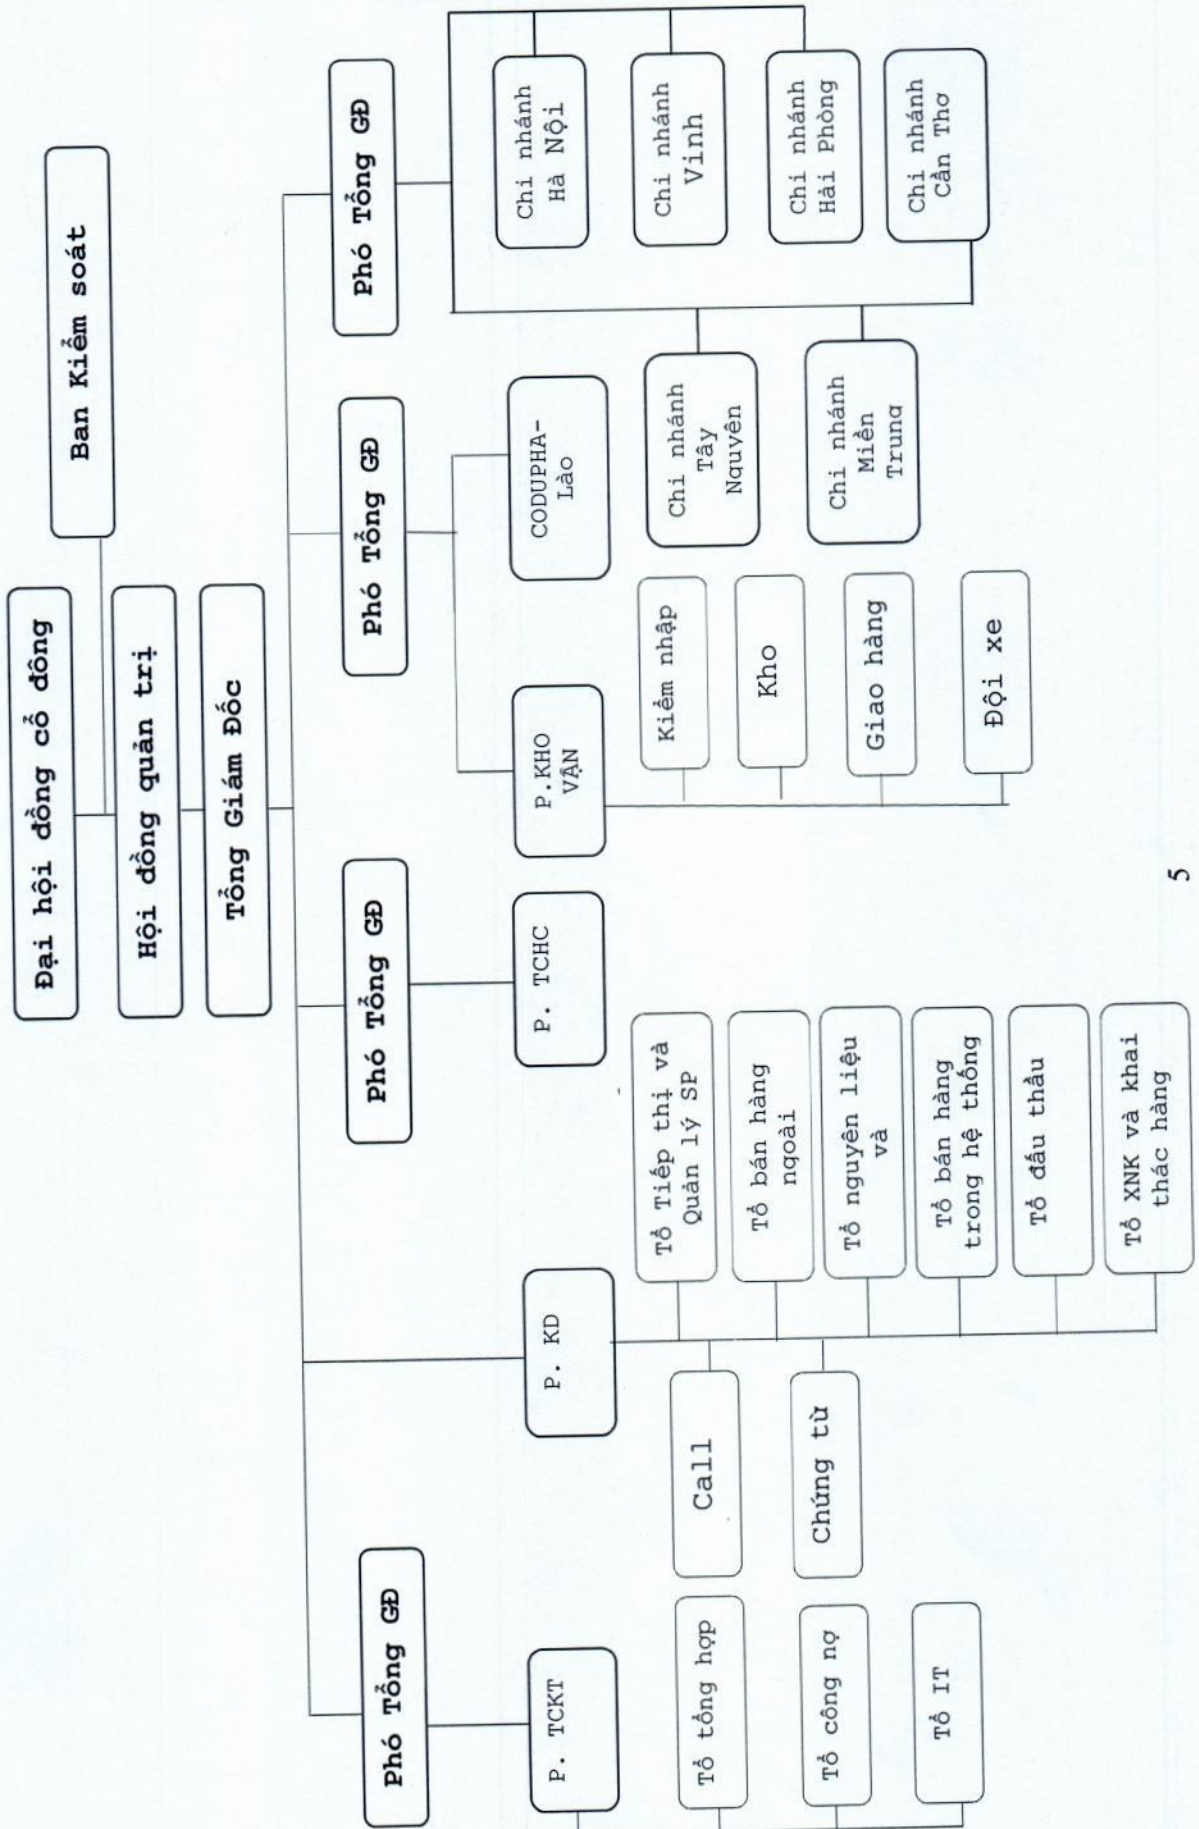 Đại hội đồng cổ đông
Ban Kiểm soát
Hội đồng quản trị
Tổng Giám Đốc
Phó Tổng GĐ
Phó Tổng GĐ
Phó Tổng GĐ
Phó Tổng GĐ
P. TCKT
P. KD
P. TCHC
P.KHO
VẬN
CODUPHA-
Lào
Tổ tổng hợp
Tổ công nợ
Tổ IT
Call
Chứng từ
Tổ Tiếp thị và
Quản lý SP
Tổ bán hàng
ngoài
Tổ nguyên liệu
và
Tổ bán hàng
trong hệ thống
Tổ đấu thầu
Tổ XNK và khai
thác hàng
Kiểm nhập
Kho
Giao hàng
Đội xe
Chi nhánh
Tây
Nguyên
Chi nhánh
Miền
Trung
Chi nhánh
Hà Nội
Chi nhánh
Vinh
Chi nhánh
Hải Phòng
Chi nhánh
Cần Thơ
5